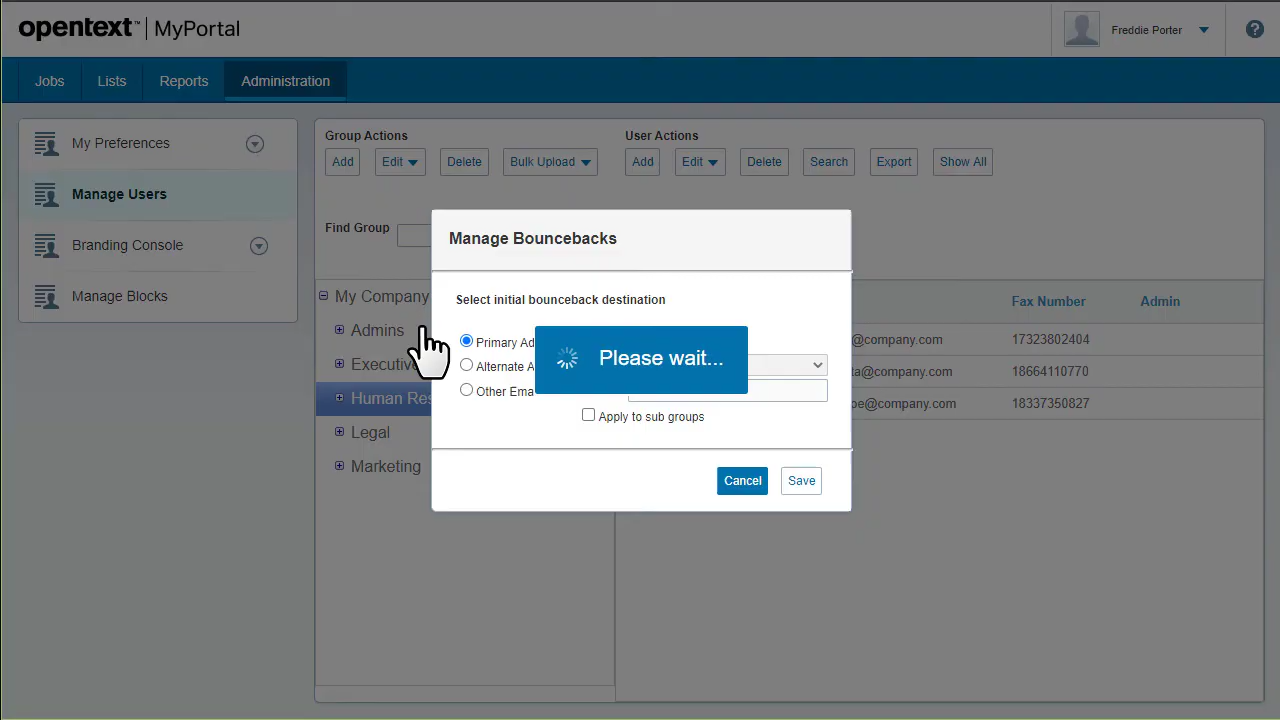 opentext | MyPortal
Freddie Porter
Jobs Lists Reports Administration
My Preferences
Manage Users
Branding Console
Manage Blocks
Group Actions User Actions
Add Edit Delete Bulk Upload Add Edit Delete Search Export Show All
Find Group
Manage Bouncebacks
Select initial bounceback destination
Primary Ad
Alternate A
Other Ema
Please wait...
Apply to sub groups
Cancel Save
My Company
Admins
Executive
Human Res
Legal
Marketing
Fax Number Admin
@company.com 17323802404
ta@company.com 18664110770
oe@company.com 18337350827